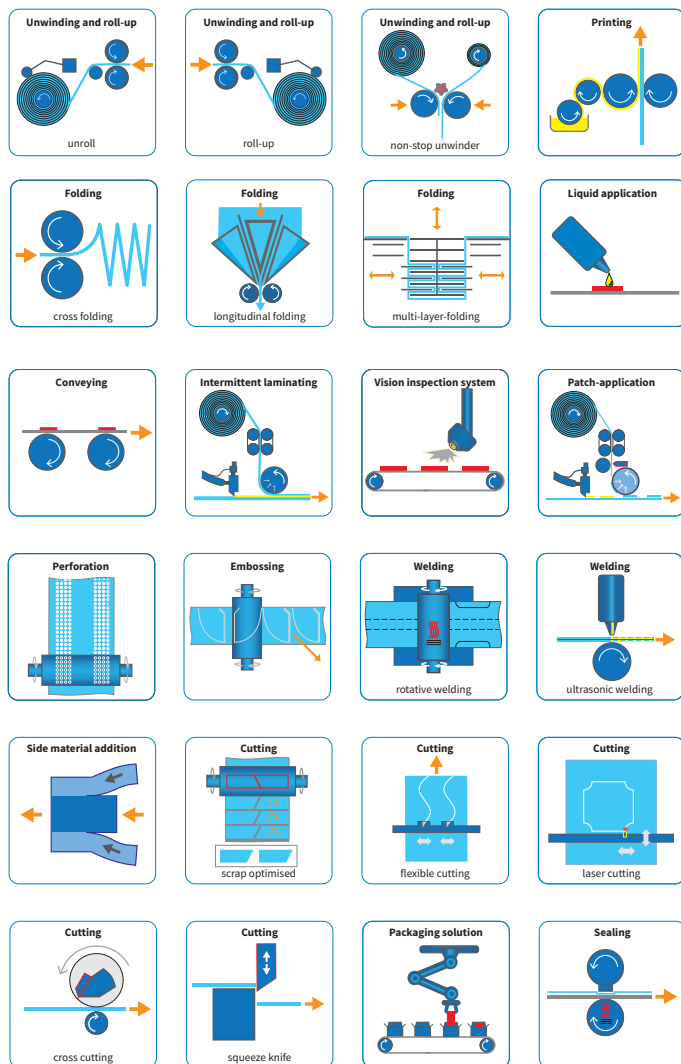 Unwinding and roll-up
unroll
Unwinding and roll-up
roll-up
Unwinding and roll-up
non-stop unwinder
Printing
Folding
cross folding
Folding
longitudinal folding
Folding
multi-layer-folding
Liquid application
Conveying
Intermittent laminating
Vision inspection system
Patch-application
Perforation
Embossing
Welding
rotative welding
Welding
ultrasonic welding
Side material addition
Cutting
scrap optimised
Cutting
flexible cutting
Cutting
laser cutting
Cutting
cross cutting
Cutting
squeeze knife
Packaging solution
Sealing